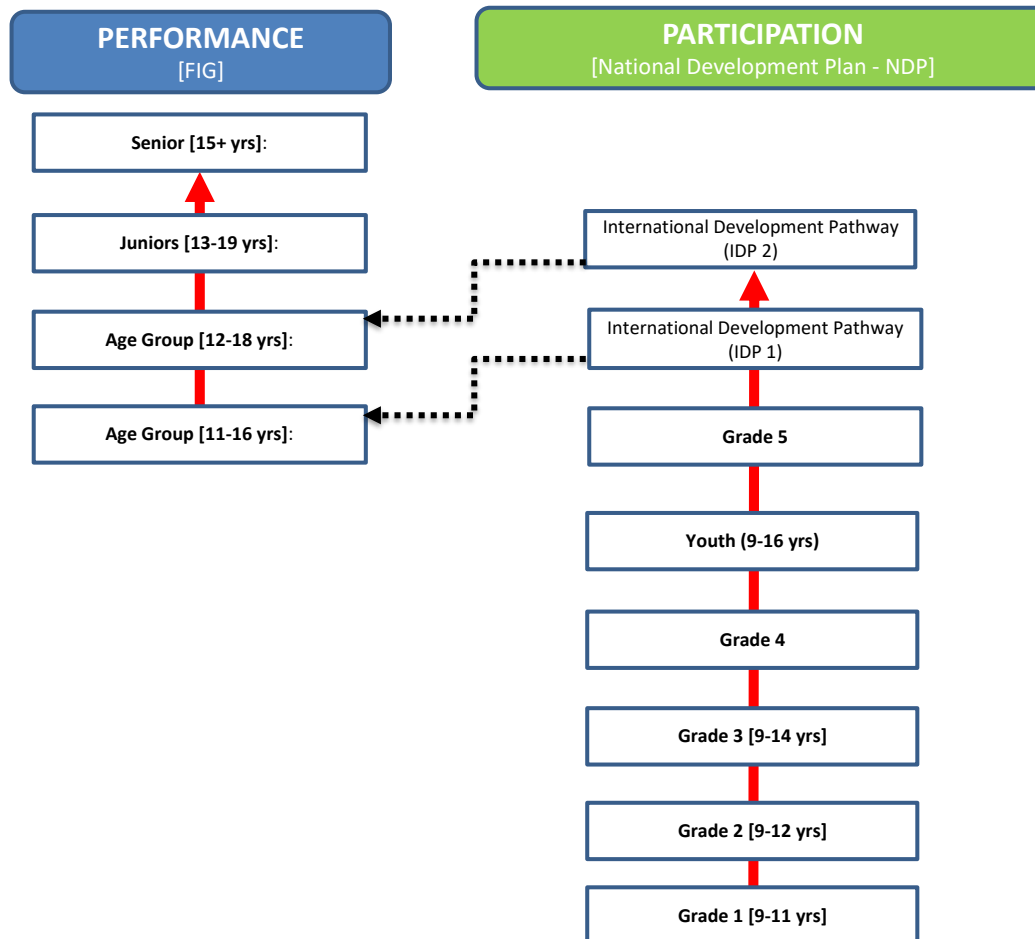 PERFORMANCE
[FIG]
PARTICIPATION
[National Development Plan - NDP]
Senior [15+ yrs]:
Juniors [13-19 yrs]:
Age Group [12-18 yrs]:
Age Group [11-16 yrs]:
International Development Pathway
(IDP 2)
International Development Pathway
(IDP 1)
Grade 5
Youth (9-16 yrs)
Grade 4
Grade 3 [9-14 yrs]
Grade 2 [9-12 yrs]
Grade 1 [9-11 yrs]